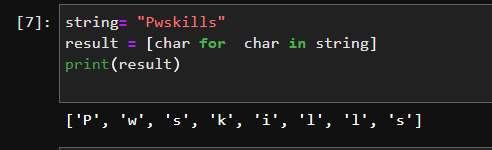 [7]: string= "Pwskills"
result = [char for  char in string]
print(result)
['P', 'w', 's', 'k', 'i', 'l', 'l', 's']